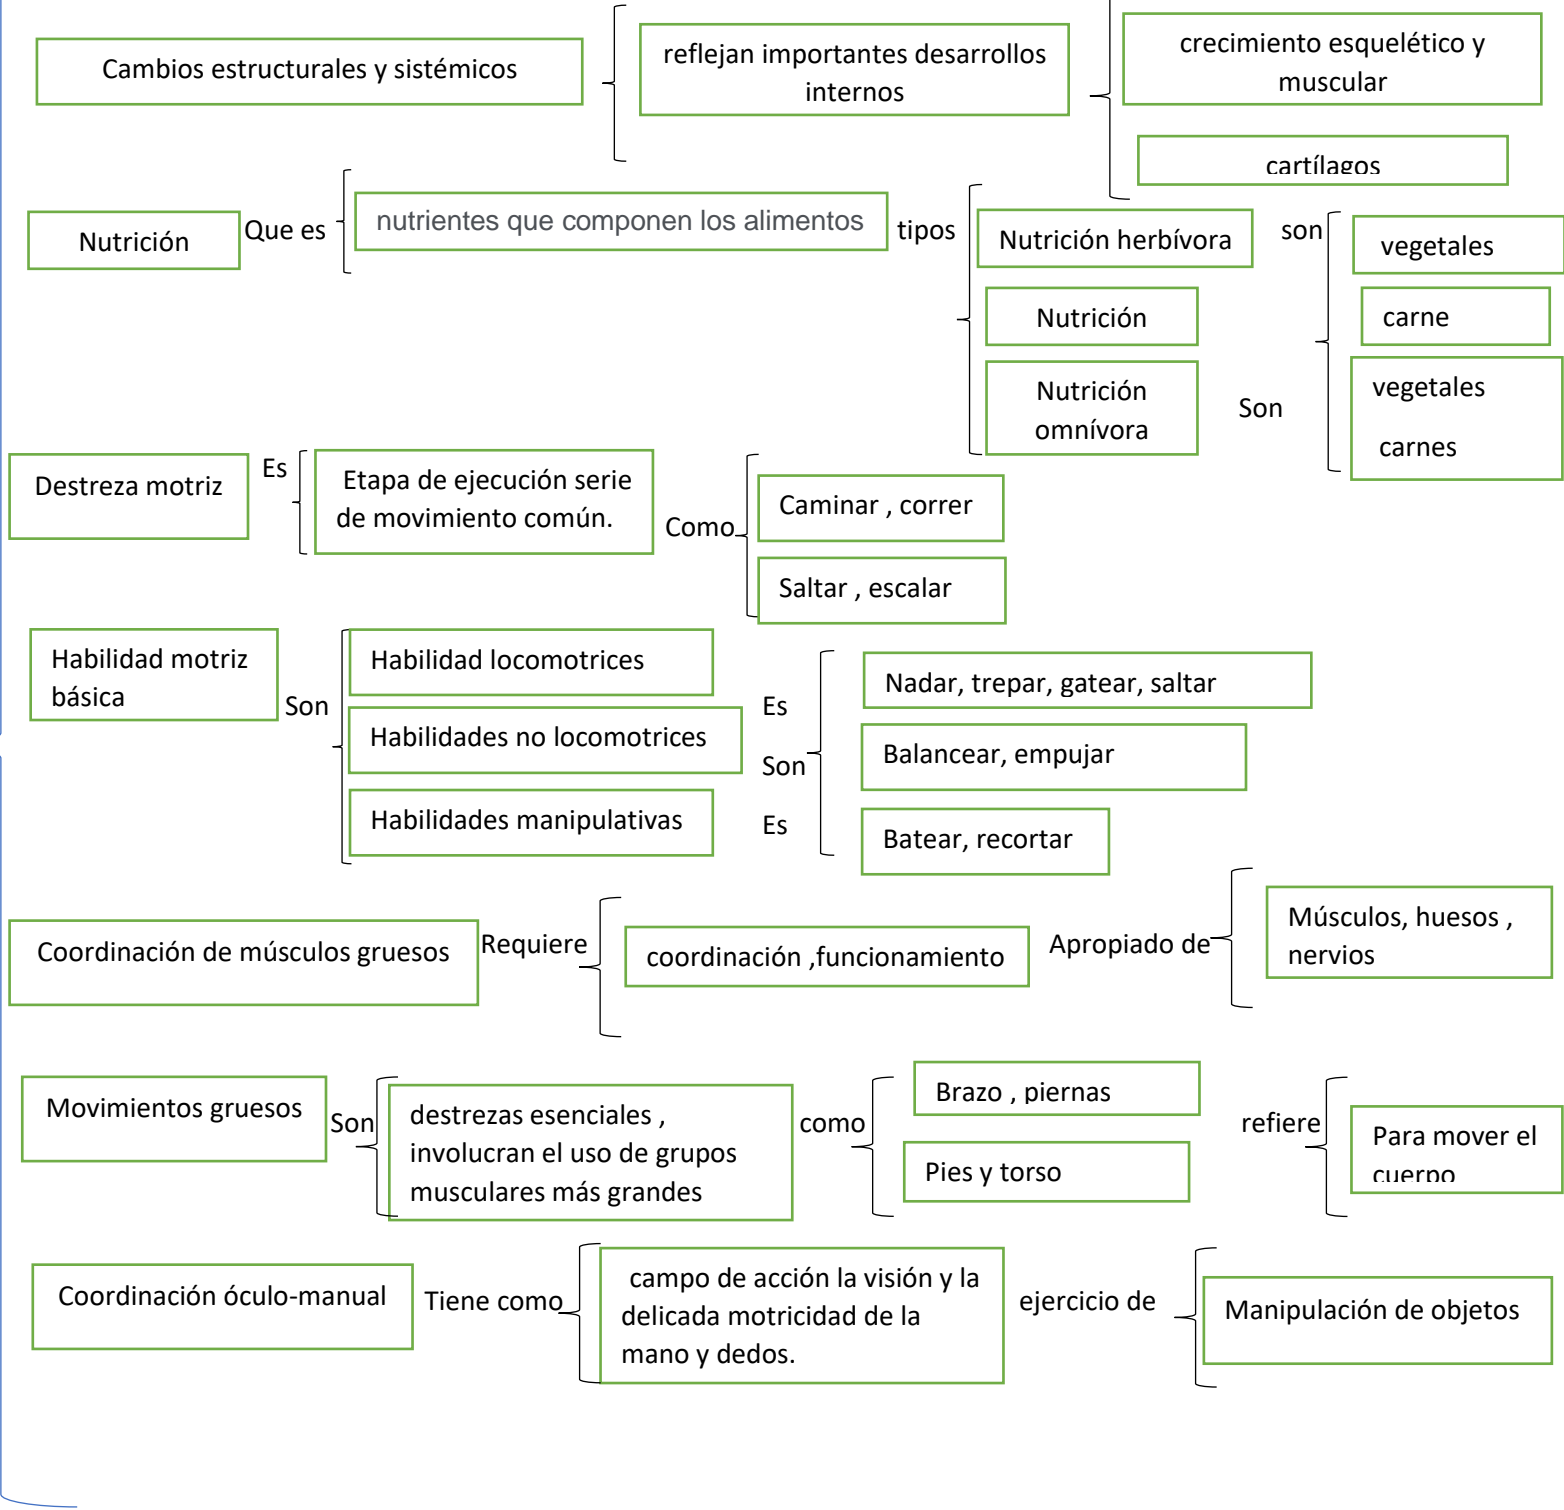 Cambios estructurales y sistémicos
reflejan importantes desarrollos
internos
crecimiento esquelético y
muscular
cartílagos
Nutrición
Que es
nutrientes que componen los alimentos
tipos
Nutrición herbívora
son
vegetales
Nutrición
carne
Nutrición
omnívora
Son
vegetales
carnes
Destreza motriz
Es
Etapa de ejecución serie
de movimiento común.
Como
Caminar , correr
Saltar , escalar
Habilidad motriz
básica
Son
Habilidad locomotrices
Es
Nadar, trepar, gatear, saltar
Habilidades no locomotrices
Son
Balancear, empujar
Habilidades manipulativas
Es
Batear, recortar
Coordinación de músculos gruesos
Requiere
coordinación ,funcionamiento
Apropiado de
Músculos, huesos ,
nervios
Movimientos gruesos
Son
destrezas esenciales ,
involucran el uso de grupos
musculares más grandes
como
Brazo , piernas
Pies y torso
refiere
Para mover el
cuerpo
Coordinación óculo-manual
Tiene como
campo de acción la visión y la
delicada motricidad de la
mano y dedos.
ejercicio de
Manipulación de objetos